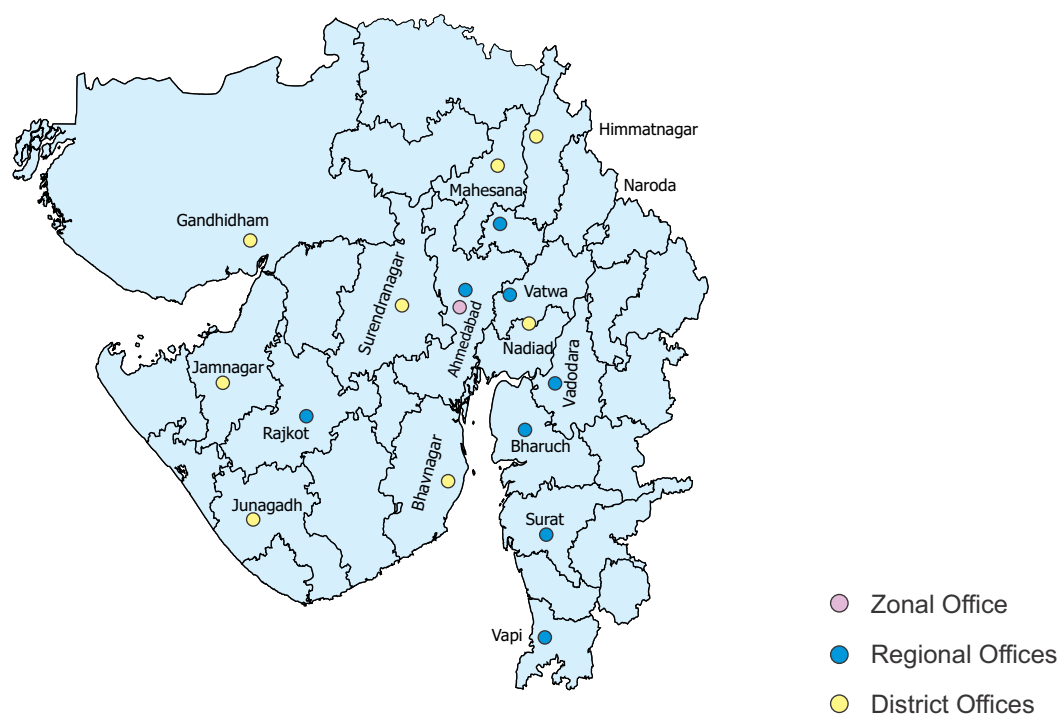 Himmatnagar
Naroda
Mahesana
Gandhidham
Surendranagar
Ahmedabad
Vatwa
Nadiad
Vadodara
Jamnagar
Rajkot
Bhavnagar
Bharuch
Junagadh
Surat
Vapi
Zonal Office
Regional Offices
District Offices